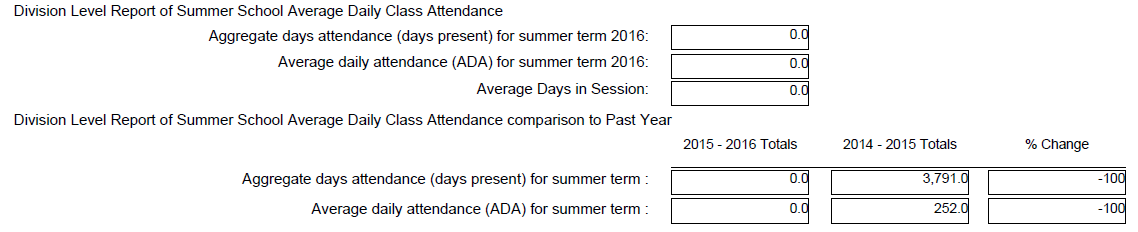 Division Level Report of Summer School Average Daily Class Attendance
Aggregate days attendance (days present) for summer term 2016: 0.0
Average daily attendance (ADA) for summer term 2016: 0.0
Average Days in Session: 0.0
Division Level Report of Summer School Average Daily Class Attendance comparison to Past Year
2015 - 2016 Totals 2014 - 2015 Totals % Change
Aggregate days attendance (days present) for summer term : 0.0 3,791.0 -100
Average daily attendance (ADA) for summer term : 0.0 252.0 -100